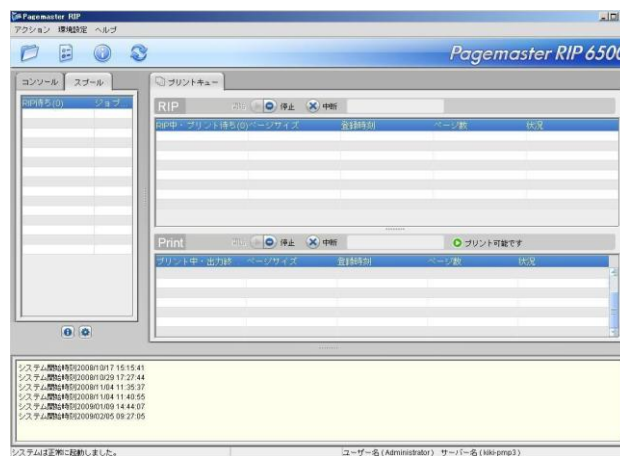 Pagemaster RIP
アクション 環境設定 ヘルプ
Pagemaster RIP 6500
コンソール スプール
プリントキュー
RIP待ち(0) ジョブ
RIP 停止 中断
RIP中・プリント待ち(0) ページサイズ 登録時刻 ページ数 状況
Print 停止 中断 プリント可能です
プリント中・出力終 ページサイズ 登録時刻 ページ数 状況
システム開始時刻2008/10/17 15:15:41
システム開始時刻2008/10/29 17:27:44
システム開始時刻2008/11/04 11:35:37
システム開始時刻2008/11/04 11:40:55
システム開始時刻2009/01/09 14:44:07
システム開始時刻2009/02/05 09:27:05
システムは正常に起動しました。 ユーザー名 (Administrator) サーバー名 (kiki-pmp3)